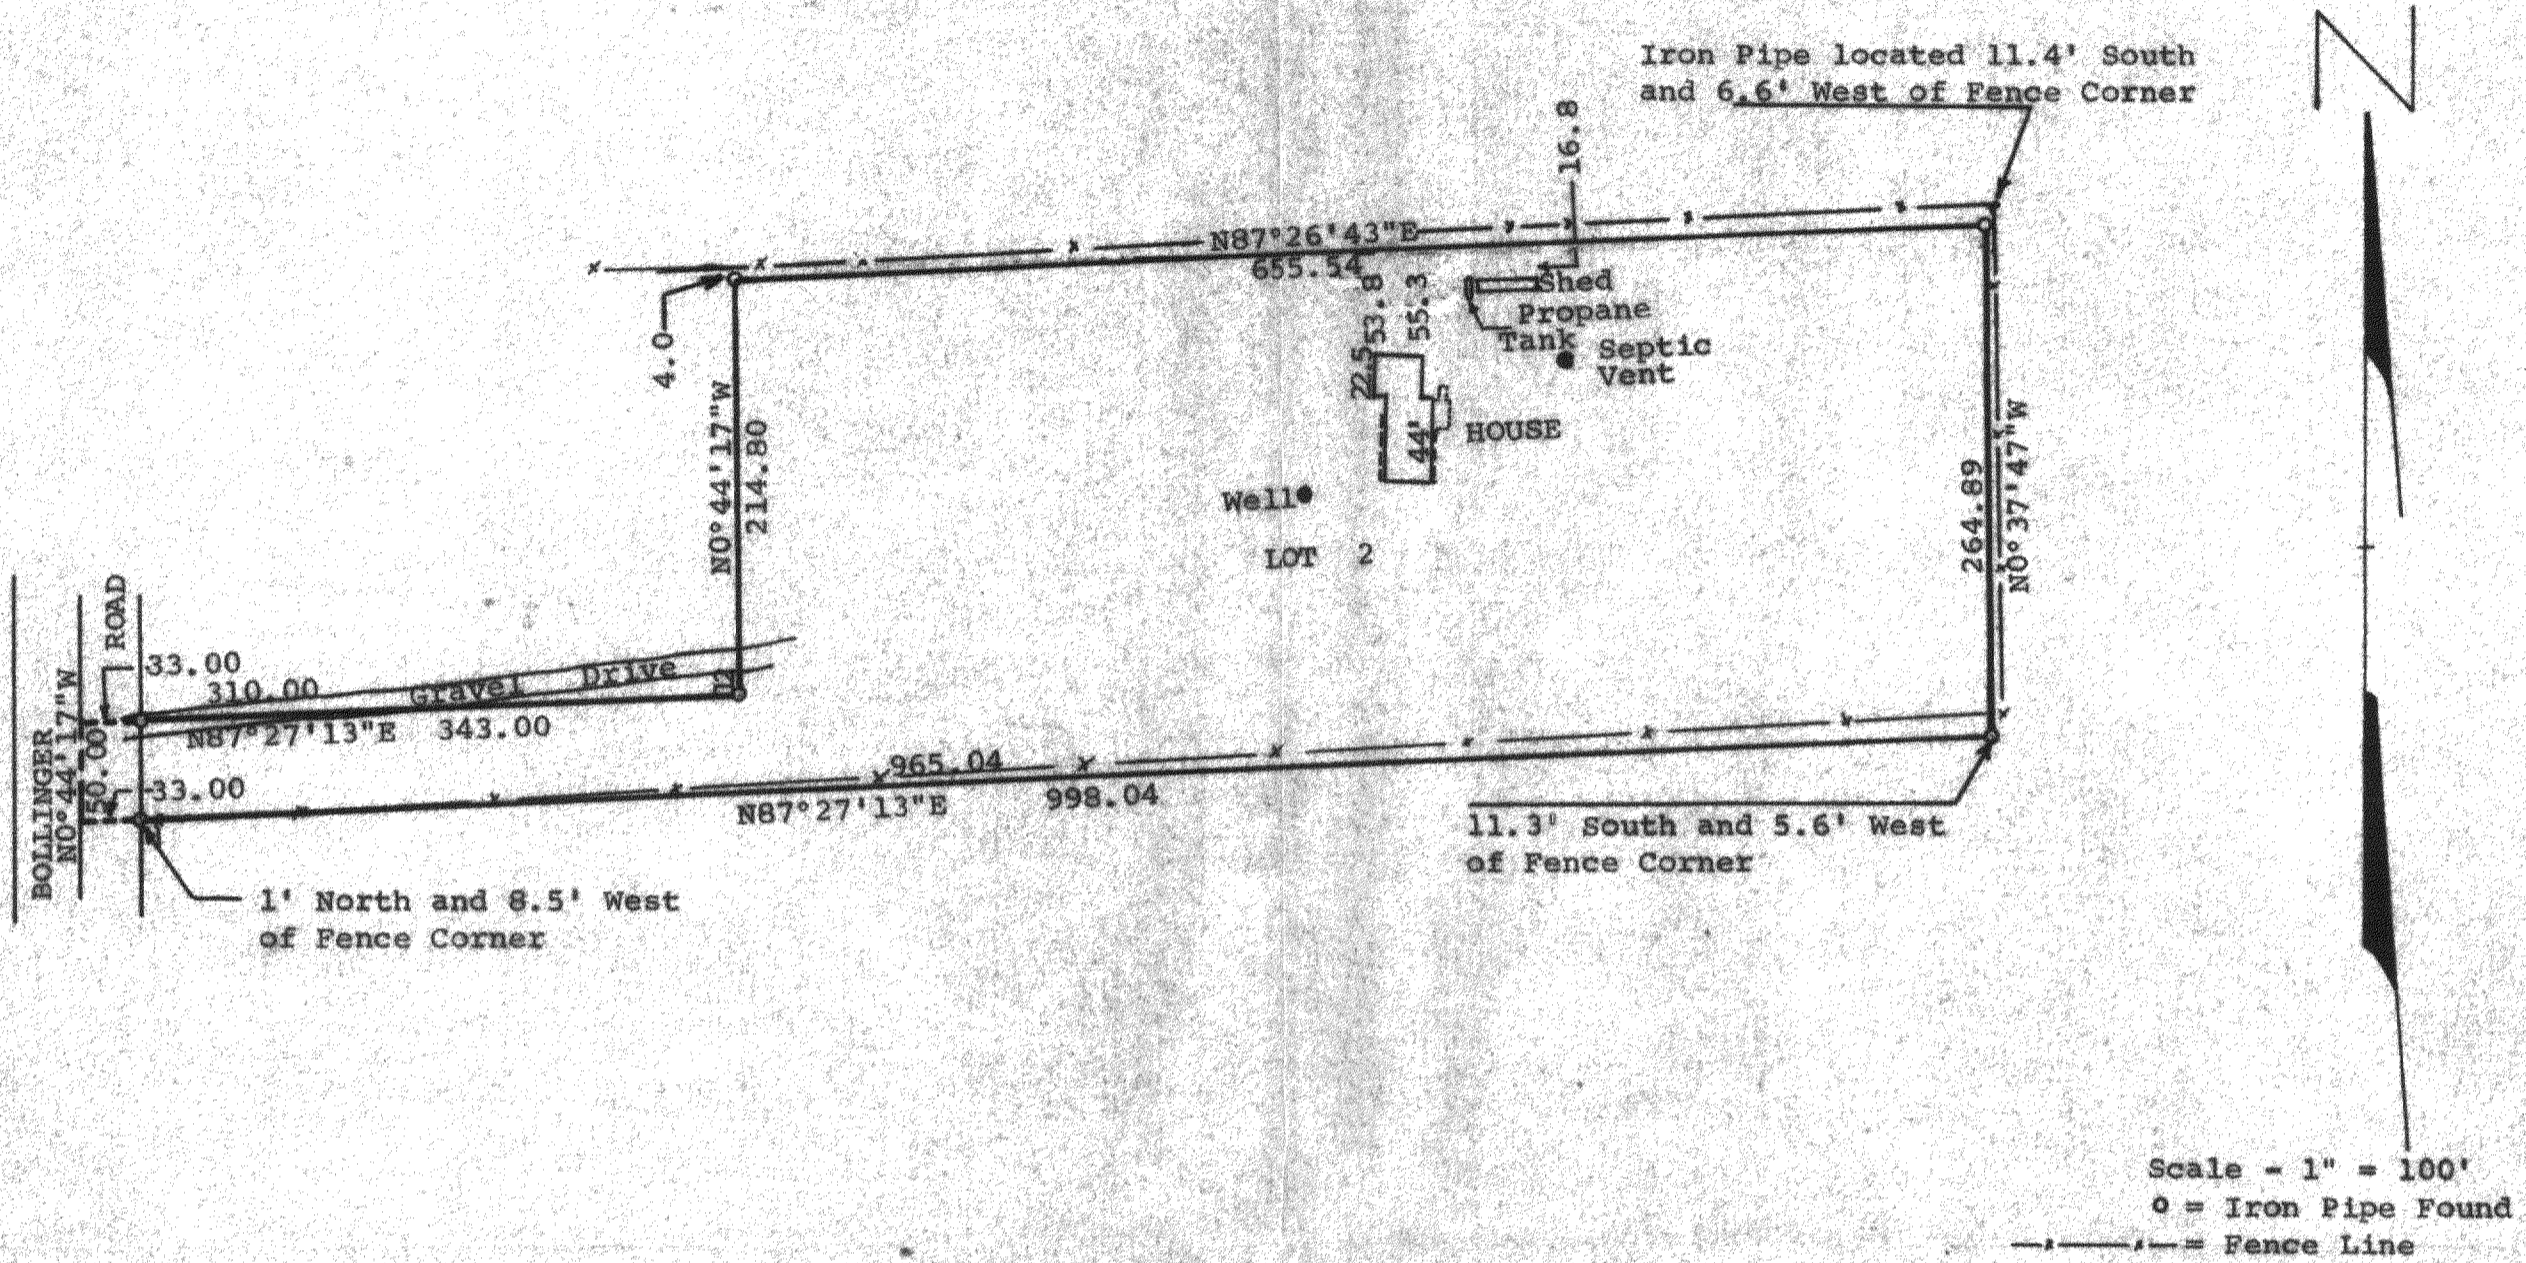 N
Iron Pipe located 11.4' South
and 6.6' West of Fence Corner
16.8
N87°26'43"E
655.54
4.0
N0°44'17"W
214.80
53.8
55.3
22.5
44'
Shed
Propane
Tank
Septic
Vent
HOUSE
Well
LOT 2
264.89
N0°37'47"W
BOLLINGER ROAD
N0°44'17"W
50.00
33.00
310.00
Gravel Drive
12
N87°27'13"E 343.00
33.00
965.04
N87°27'13"E 998.04
11.3' South and 5.6' West
of Fence Corner
1' North and 8.5' West
of Fence Corner
Scale - 1" = 100'
o = Iron Pipe Found
—x——x— = Fence Line